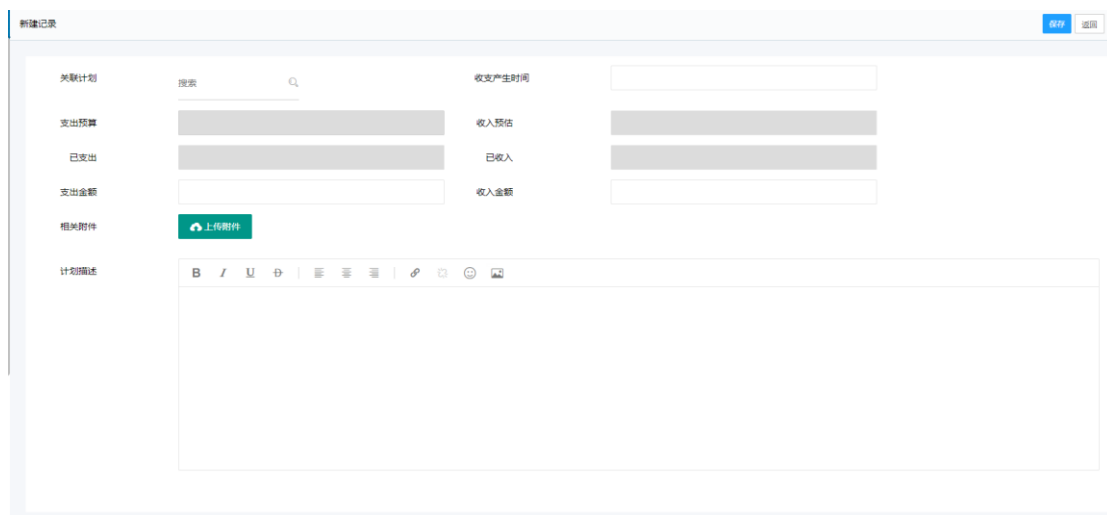 新建记录
保存 返回
关联计划 搜索 收支产生时间
支出预算 收入预估
已支出 已收入
支出金额 收入金额
相关附件 上传附件
计划描述 B I U